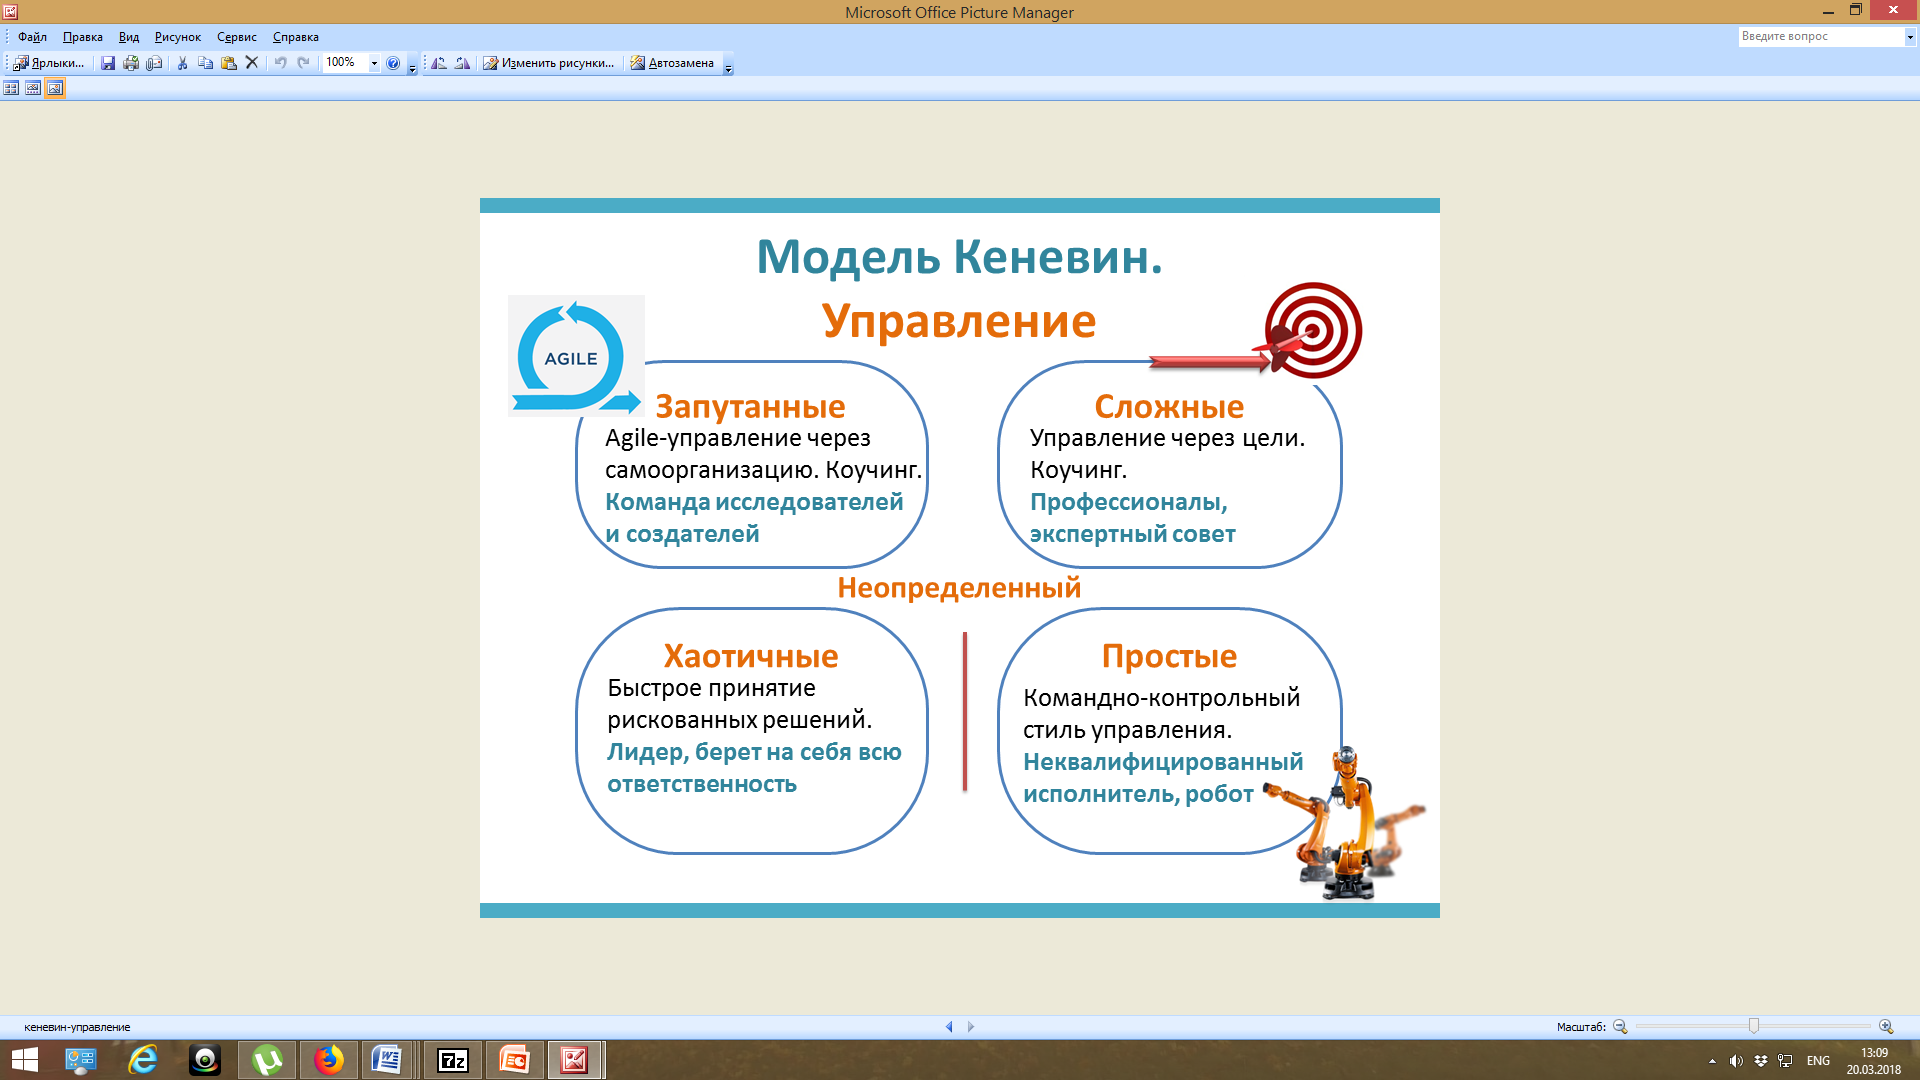 Microsoft Office Picture Manager
Файл Правка Вид Рисунок Сервис Справка
Введите вопрос
Ярлыки... 100% Изменить рисунки... Автозамена
Модель Кеневин.
Управление
AGILE
Запутанные
Agile-управление через
самоорганизацию. Коучинг.
Команда исследователей
и создателей
Сложные
Управление через цели.
Коучинг.
Профессионалы,
экспертный совет
Неопределенный
Хаотичные
Быстрое принятие
рискованных решений.
Лидер, берет на себя всю
ответственность
Простые
Командно-контрольный
стиль управления.
Неквалифицированный
исполнитель, робот
кеневин-управление
Масштаб:
7z
ENG
13:09
20.03.2018